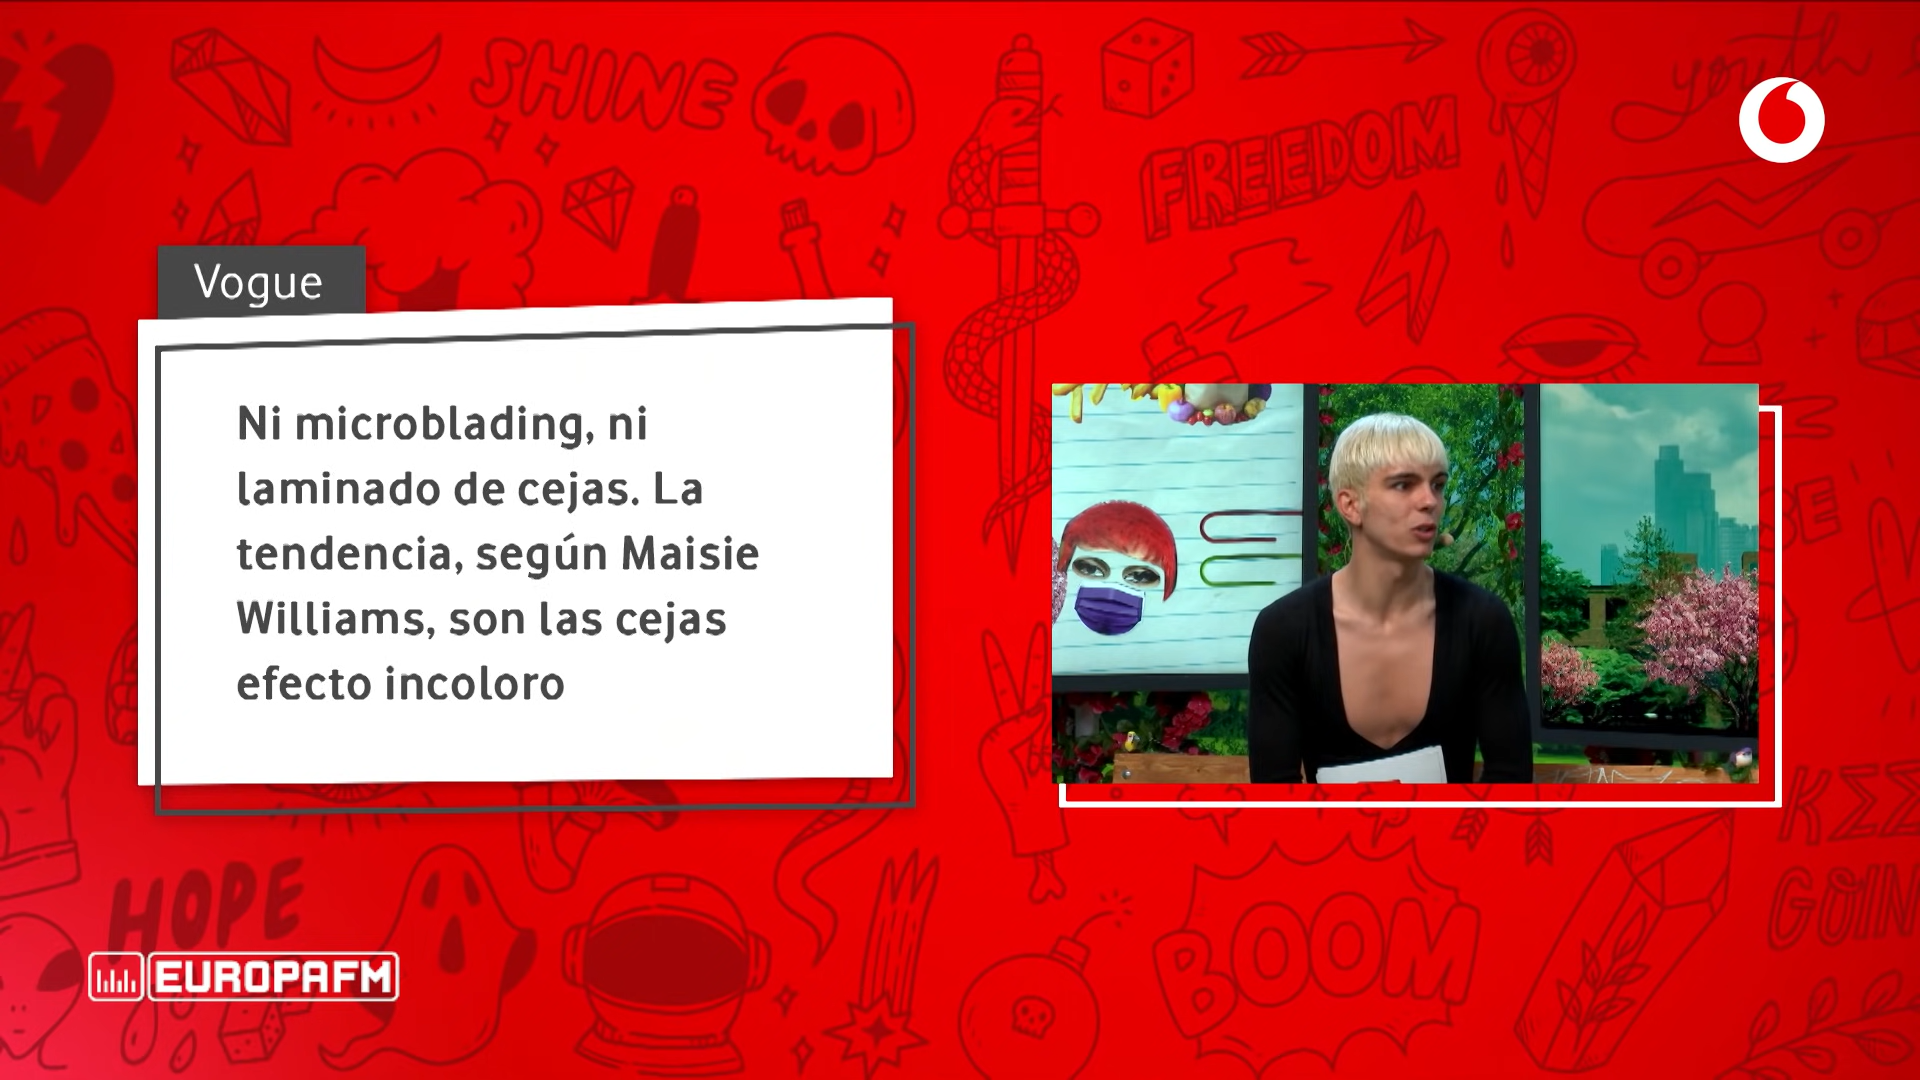 SHINE
youth
FREEDOM
Vogue
Ni microblading, ni
laminado de cejas. La
tendencia, según Maisie
Williams, son las cejas
efecto incoloro
HOPE
BOOM
EUROPAFM